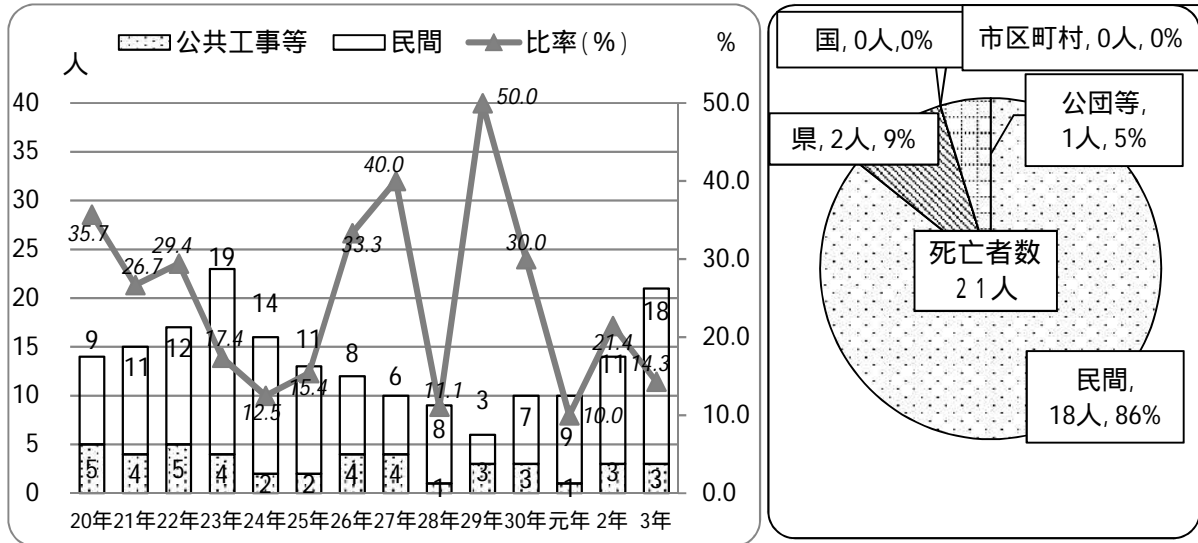 公共工事等 民間 比率(%)
人 %
40
35
30
25
20
15
10
5
0
50.0
40.0
30.0
20.0
10.0
0.0
35.7 26.7 29.4 17.4 12.5 15.4 33.3 40.0 11.1 50.0 30.0 10.0 21.4 14.3
9 11 12 19 14 11 8 6 8 3 7 9 11 18
5 4 5 4 2 2 4 4 1 3 3 1 3 3
20年 21年 22年 23年 24年 25年 26年 27年 28年 29年 30年 元年 2年 3年
国, 0人,0%
市区町村, 0人, 0%
公団等,
1人, 5%
県, 2人, 9%
死亡者数
21人
民間,
18人, 86%